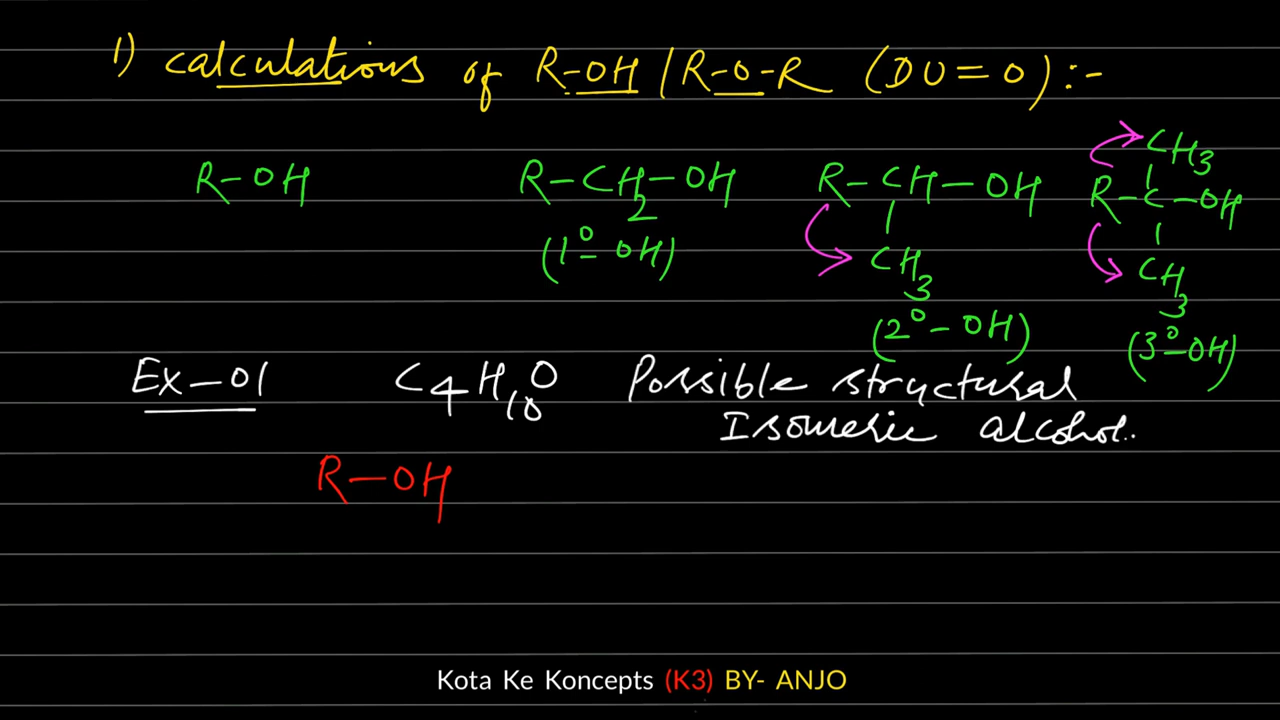 1) calculations of R-OH / R-O-R (DU = 0) :-
CH3
R-OH R-CH2-OH R-CH-OH R-C-OH
(1°-OH) CH3 CH3
(2°-OH) (3°-OH)
Ex-01 C4H10O Possible structural
Isomeric alcohol.
R-OH
Kota Ke Koncepts (K3) BY- ANJO